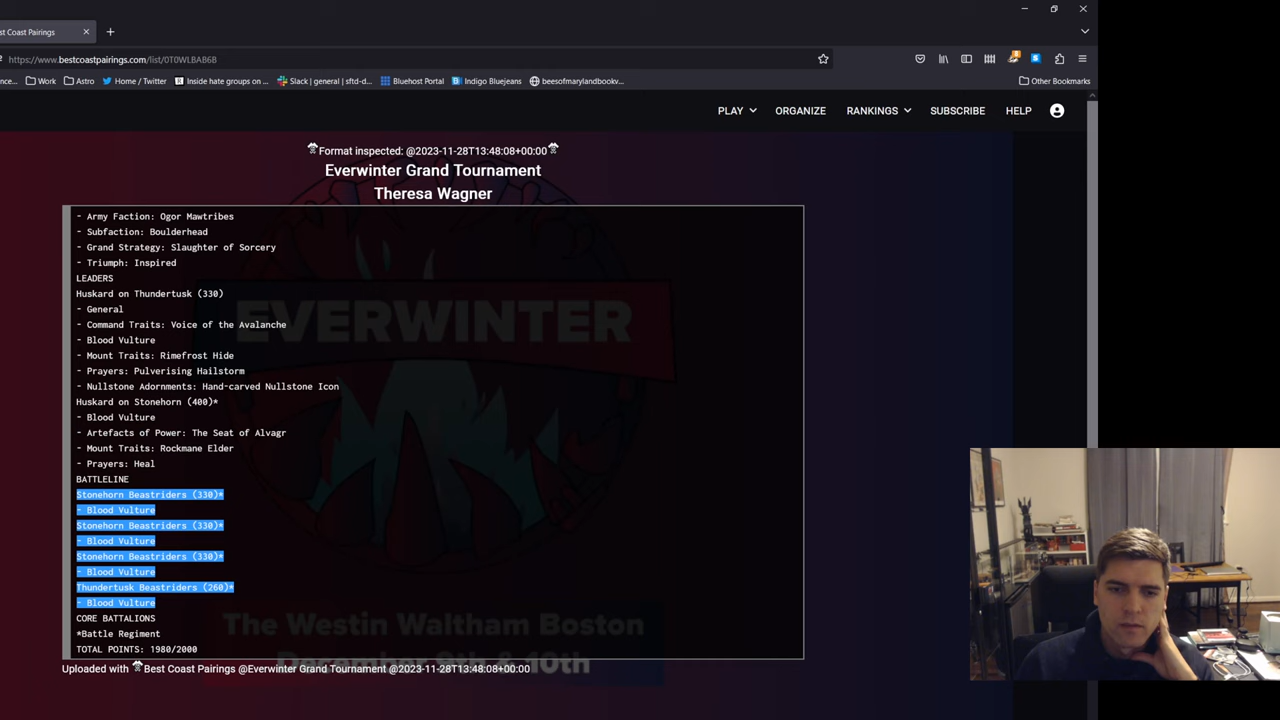 st Coast Pairings
https://www.bestcoastpairings.com/list/0T0WLBAB6B
nce...
Work
Astro
Home / Twitter
Inside hate groups on ...
Slack | general | sftd-d...
Bluehost Portal
Indigo Bluejeans
beesofmarylandbookv...
Other Bookmarks
PLAY
ORGANIZE
RANKINGS
SUBSCRIBE
HELP
Format inspected: @2023-11-28T13:48:08+00:00
Everwinter Grand Tournament
Theresa Wagner
- Army Faction: Ogor Mawtribes
- Subfaction: Boulderhead
- Grand Strategy: Slaughter of Sorcery
- Triumph: Inspired
LEADERS
Huskard on Thundertusk (330)
- General
- Command Traits: Voice of the Avalanche
- Blood Vulture
- Mount Traits: Rimefrost Hide
- Prayers: Pulverising Hailstorm
- Nullstone Adornments: Hand-carved Nullstone Icon
Huskard on Stonehorn (400)*
- Blood Vulture
- Artefacts of Power: The Seat of Alvagr
- Mount Traits: Rockmane Elder
- Prayers: Heal
BATTLELINE
Stonehorn Beastriders (330)*
- Blood Vulture
Stonehorn Beastriders (330)*
- Blood Vulture
Stonehorn Beastriders (330)*
- Blood Vulture
Thundertusk Beastriders (260)*
- Blood Vulture
CORE BATTALIONS
*Battle Regiment
TOTAL POINTS: 1980/2000
EVERWINTER
The Westin Waltham Boston
December 9th & 10th
Uploaded with Best Coast Pairings @Everwinter Grand Tournament @2023-11-28T13:48:08+00:00